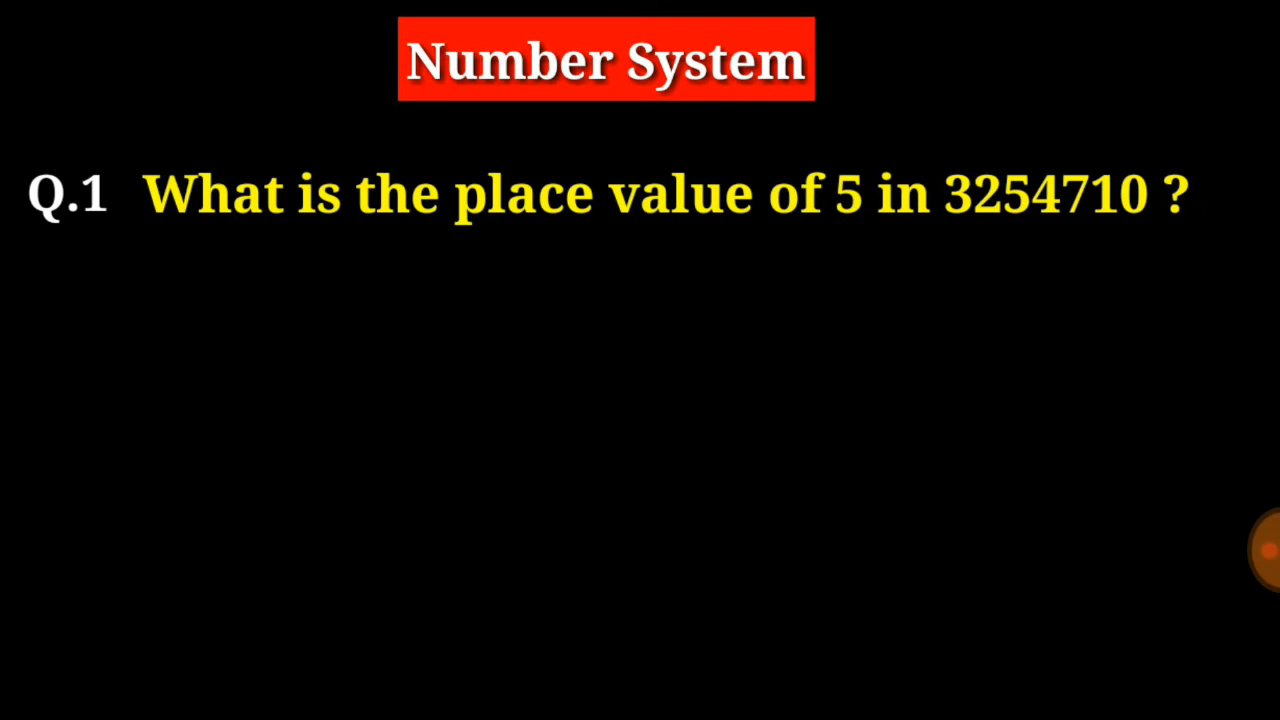 Number System
Q.1 What is the place value of 5 in 3254710 ?